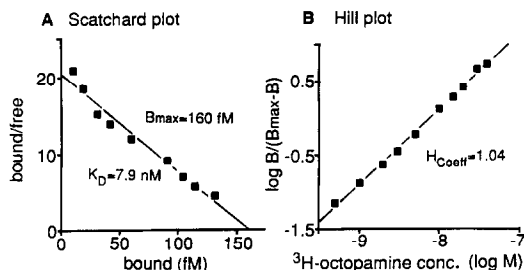 A Scatchard plot
bound/free
20
10
0
Bmax=160 fM
KD=7.9 nM
0 50 100 150
bound (fM)
B Hill plot
log B/(Bmax-B)
0.5
-0.5
-1.5
HCoeff=1.04
-9 -8 -7
3H-octopamine conc. (log M)